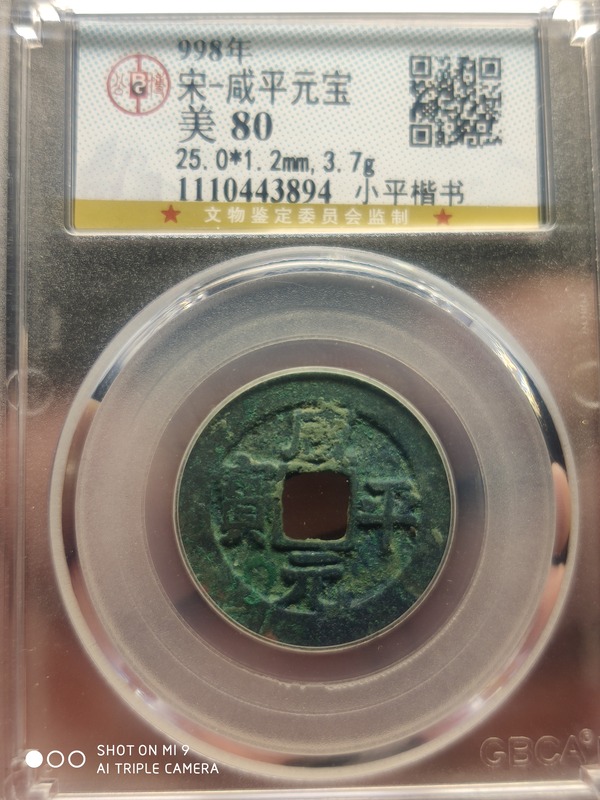 998年
宋-咸平元宝
美 80
25.0*1.2mm,3.7g
1110443894 小平楷书
文物鉴定委员会监制
咸
寶 平
元
GBCA
SHOT ON MI 9
AI TRIPLE CAMERA